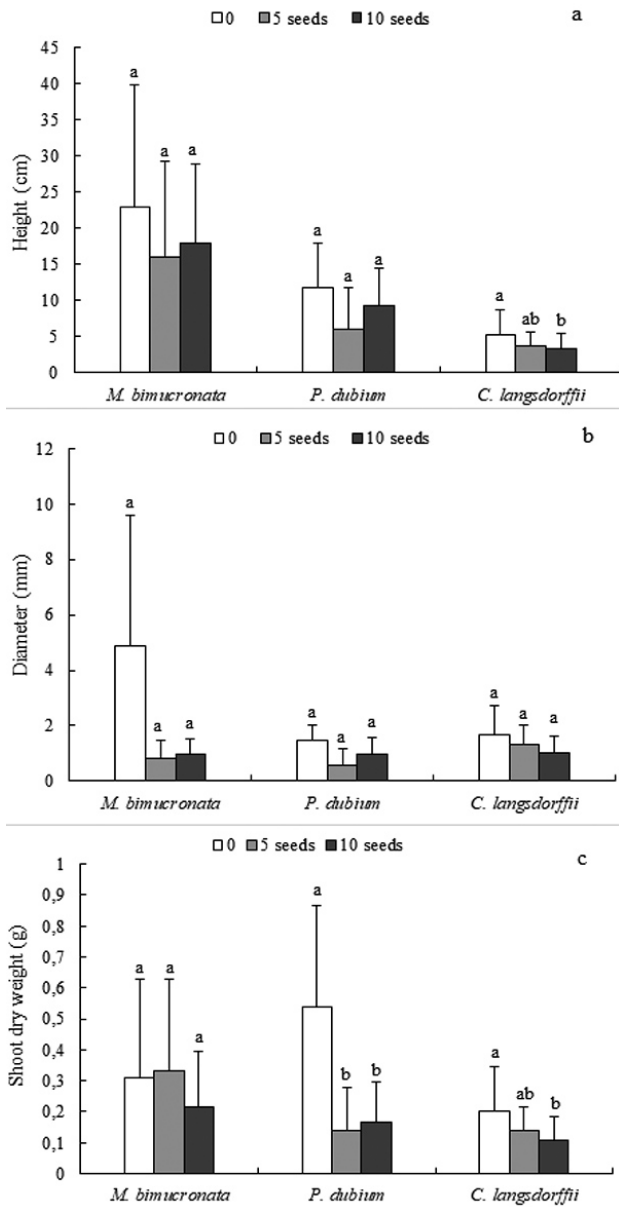 0 5 seeds 10 seeds a
45
40
35
30
25
20
15
10
5
0
Height (cm)
a a a a a a a ab b
M. bimucronata P. dubium C. langsdorffii
0 5 seeds 10 seeds b
12
10
8
6
4
2
0
Diameter (mm)
a a a a a a a a a
M. bimucronata P. dubium C. langsdorffii
0 5 seeds 10 seeds c
1
0,9
0,8
0,7
0,6
0,5
0,4
0,3
0,2
0,1
0
Shoot dry weight (g)
a a a a b b a ab b
M. bimucronata P. dubium C. langsdorffii